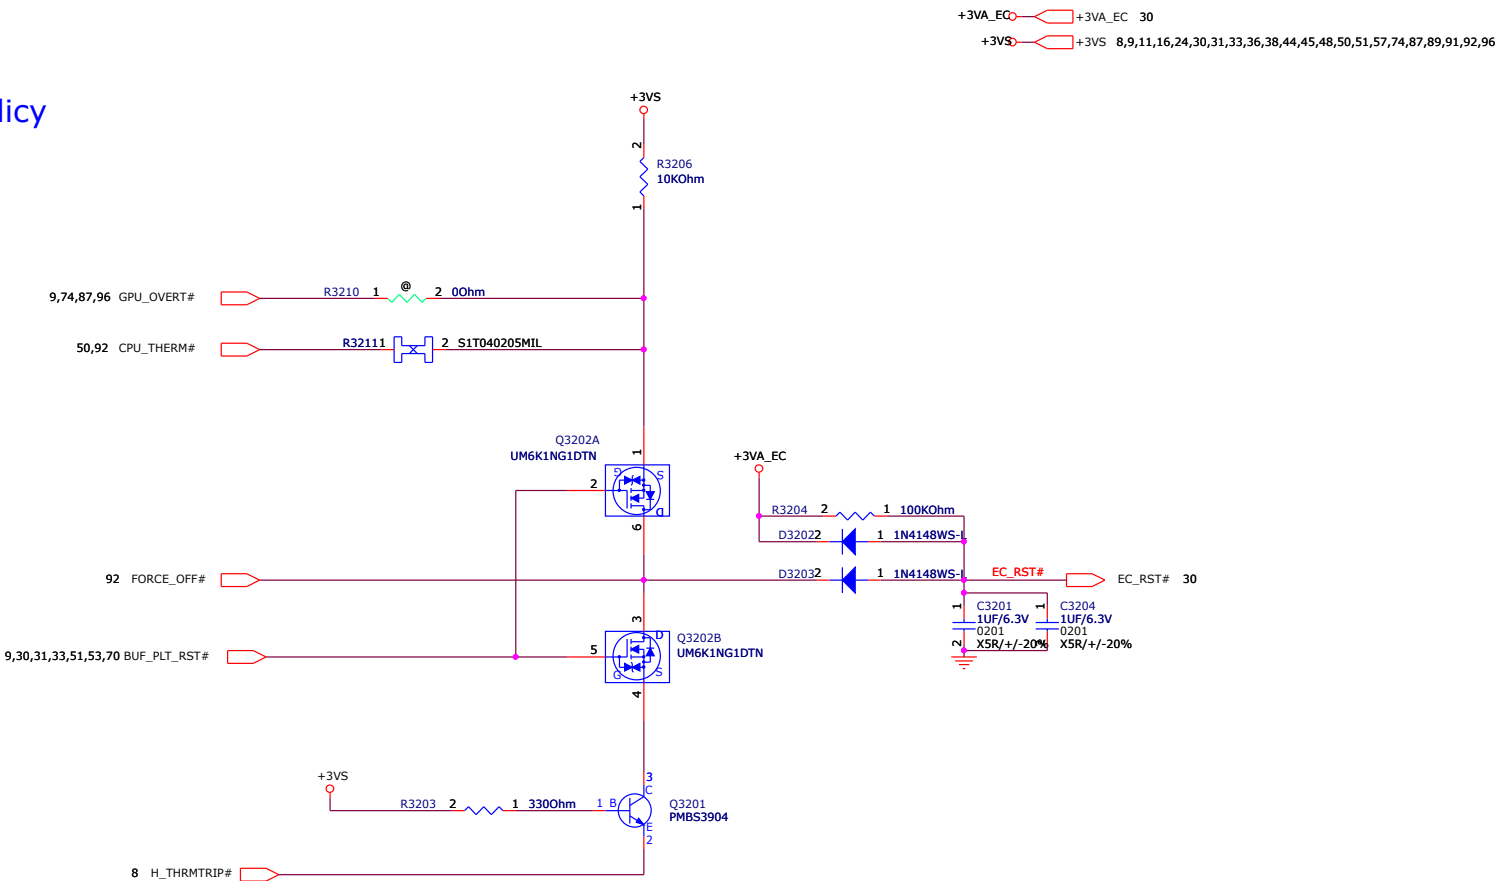 +3VA_EC +3VA_EC 30
+3VS +3VS 8,9,11,16,24,30,31,33,36,38,44,45,48,50,51,57,74,87,89,91,92,96
licy
+3VS
2
R3206
10KOhm
1
9,74,87,96 GPU_OVERT# R3210 1 @ 2 0Ohm
50,92 CPU_THERM# R3211 1 2 S1T040205MIL
Q3202A
UM6K1NG1DTN
1
2 G S
D
6
+3VA_EC
R3204 2 1 100KOhm
D3202 2 1 1N4148WS-L
92 FORCE_OFF# D3203 2 1 1N4148WS-L EC_RST# EC_RST# 30
1 C3201 1 C3204
1UF/6.3V 1UF/6.3V
0201 0201
2 X5R/+/-20% 2 X5R/+/-20%
3
D Q3202B
9,30,31,33,51,53,70 BUF_PLT_RST# 5 UM6K1NG1DTN
G S
4
+3VS
3
C
R3203 2 1 330Ohm 1 B Q3201
PMBS3904
E
2
8 H_THRMTRIP#